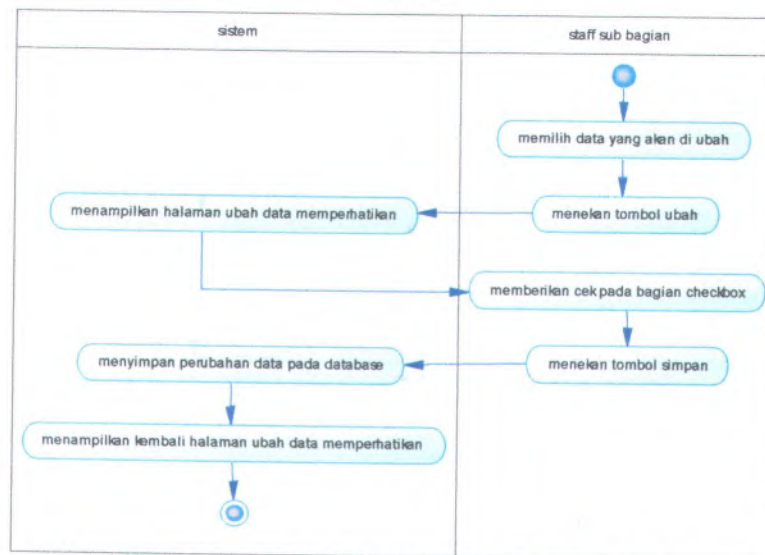 sistem
staff sub bagian
memilih data yang akan di ubah
menekan tombol ubah
menampilkan halaman ubah data memperhatikan
memberikan cek pada bagian checkbox
menekan tombol simpan
menyimpan perubahan data pada database
menampilkan kembali halaman ubah data memperhatikan